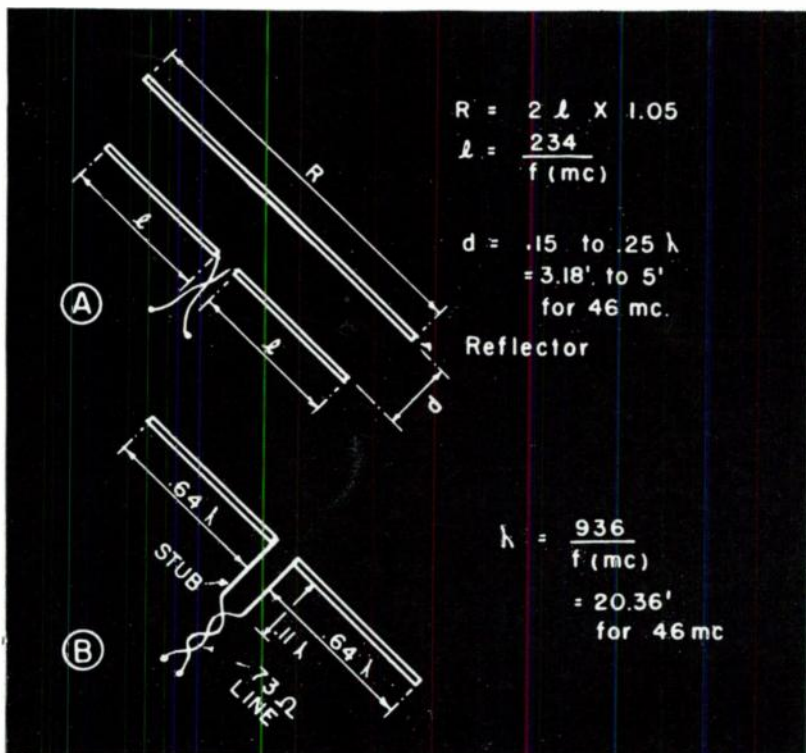 R = 2 ℓ X 1.05
ℓ = 234
f (mc)
d = .15 to .25 λ
= 3.18' to 5'
for 46 mc.
Reflector
R
ℓ
ℓ
d
A
.64 λ
STUB
.11 λ
.64 λ
73 Ω
LINE
B
λ = 936
f (mc)
= 20.36'
for 46 mc